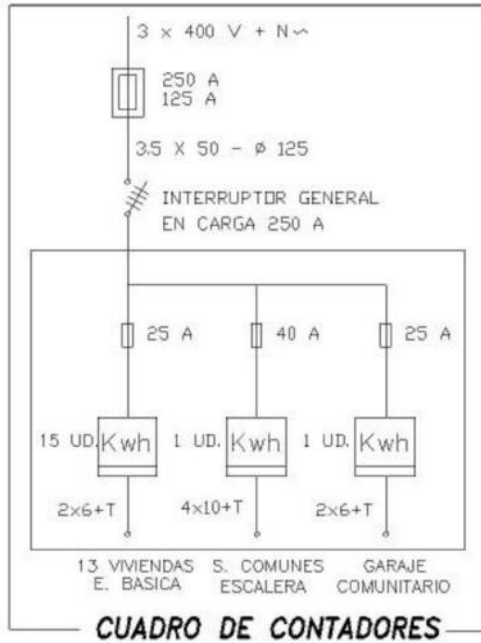 3 x 400 V + N~
250 A
125 A
3.5 X 50 - ø 125
INTERRUPTOR GENERAL
EN CARGA 250 A
25 A
40 A
25 A
15 UD.
Kwh
1 UD.
Kwh
1 UD.
Kwh
2x6+T
4x10+T
2x6+T
13 VIVIENDAS
E. BASICA
S. COMUNES
ESCALERA
GARAJE
COMUNITARIO
CUADRO DE CONTADORES